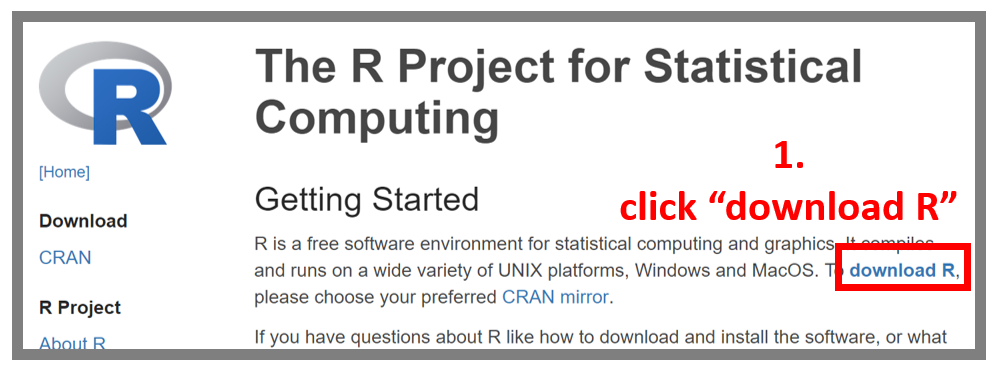 R
The R Project for Statistical
Computing
[Home]
1.
click “download R”
Getting Started
Download
R is a free software environment for statistical computing and graphics. It compiles
CRAN
and runs on a wide variety of UNIX platforms, Windows and MacOS. To download R,
please choose your preferred CRAN mirror.
R Project
If you have questions about R like how to download and install the software, or what
About R